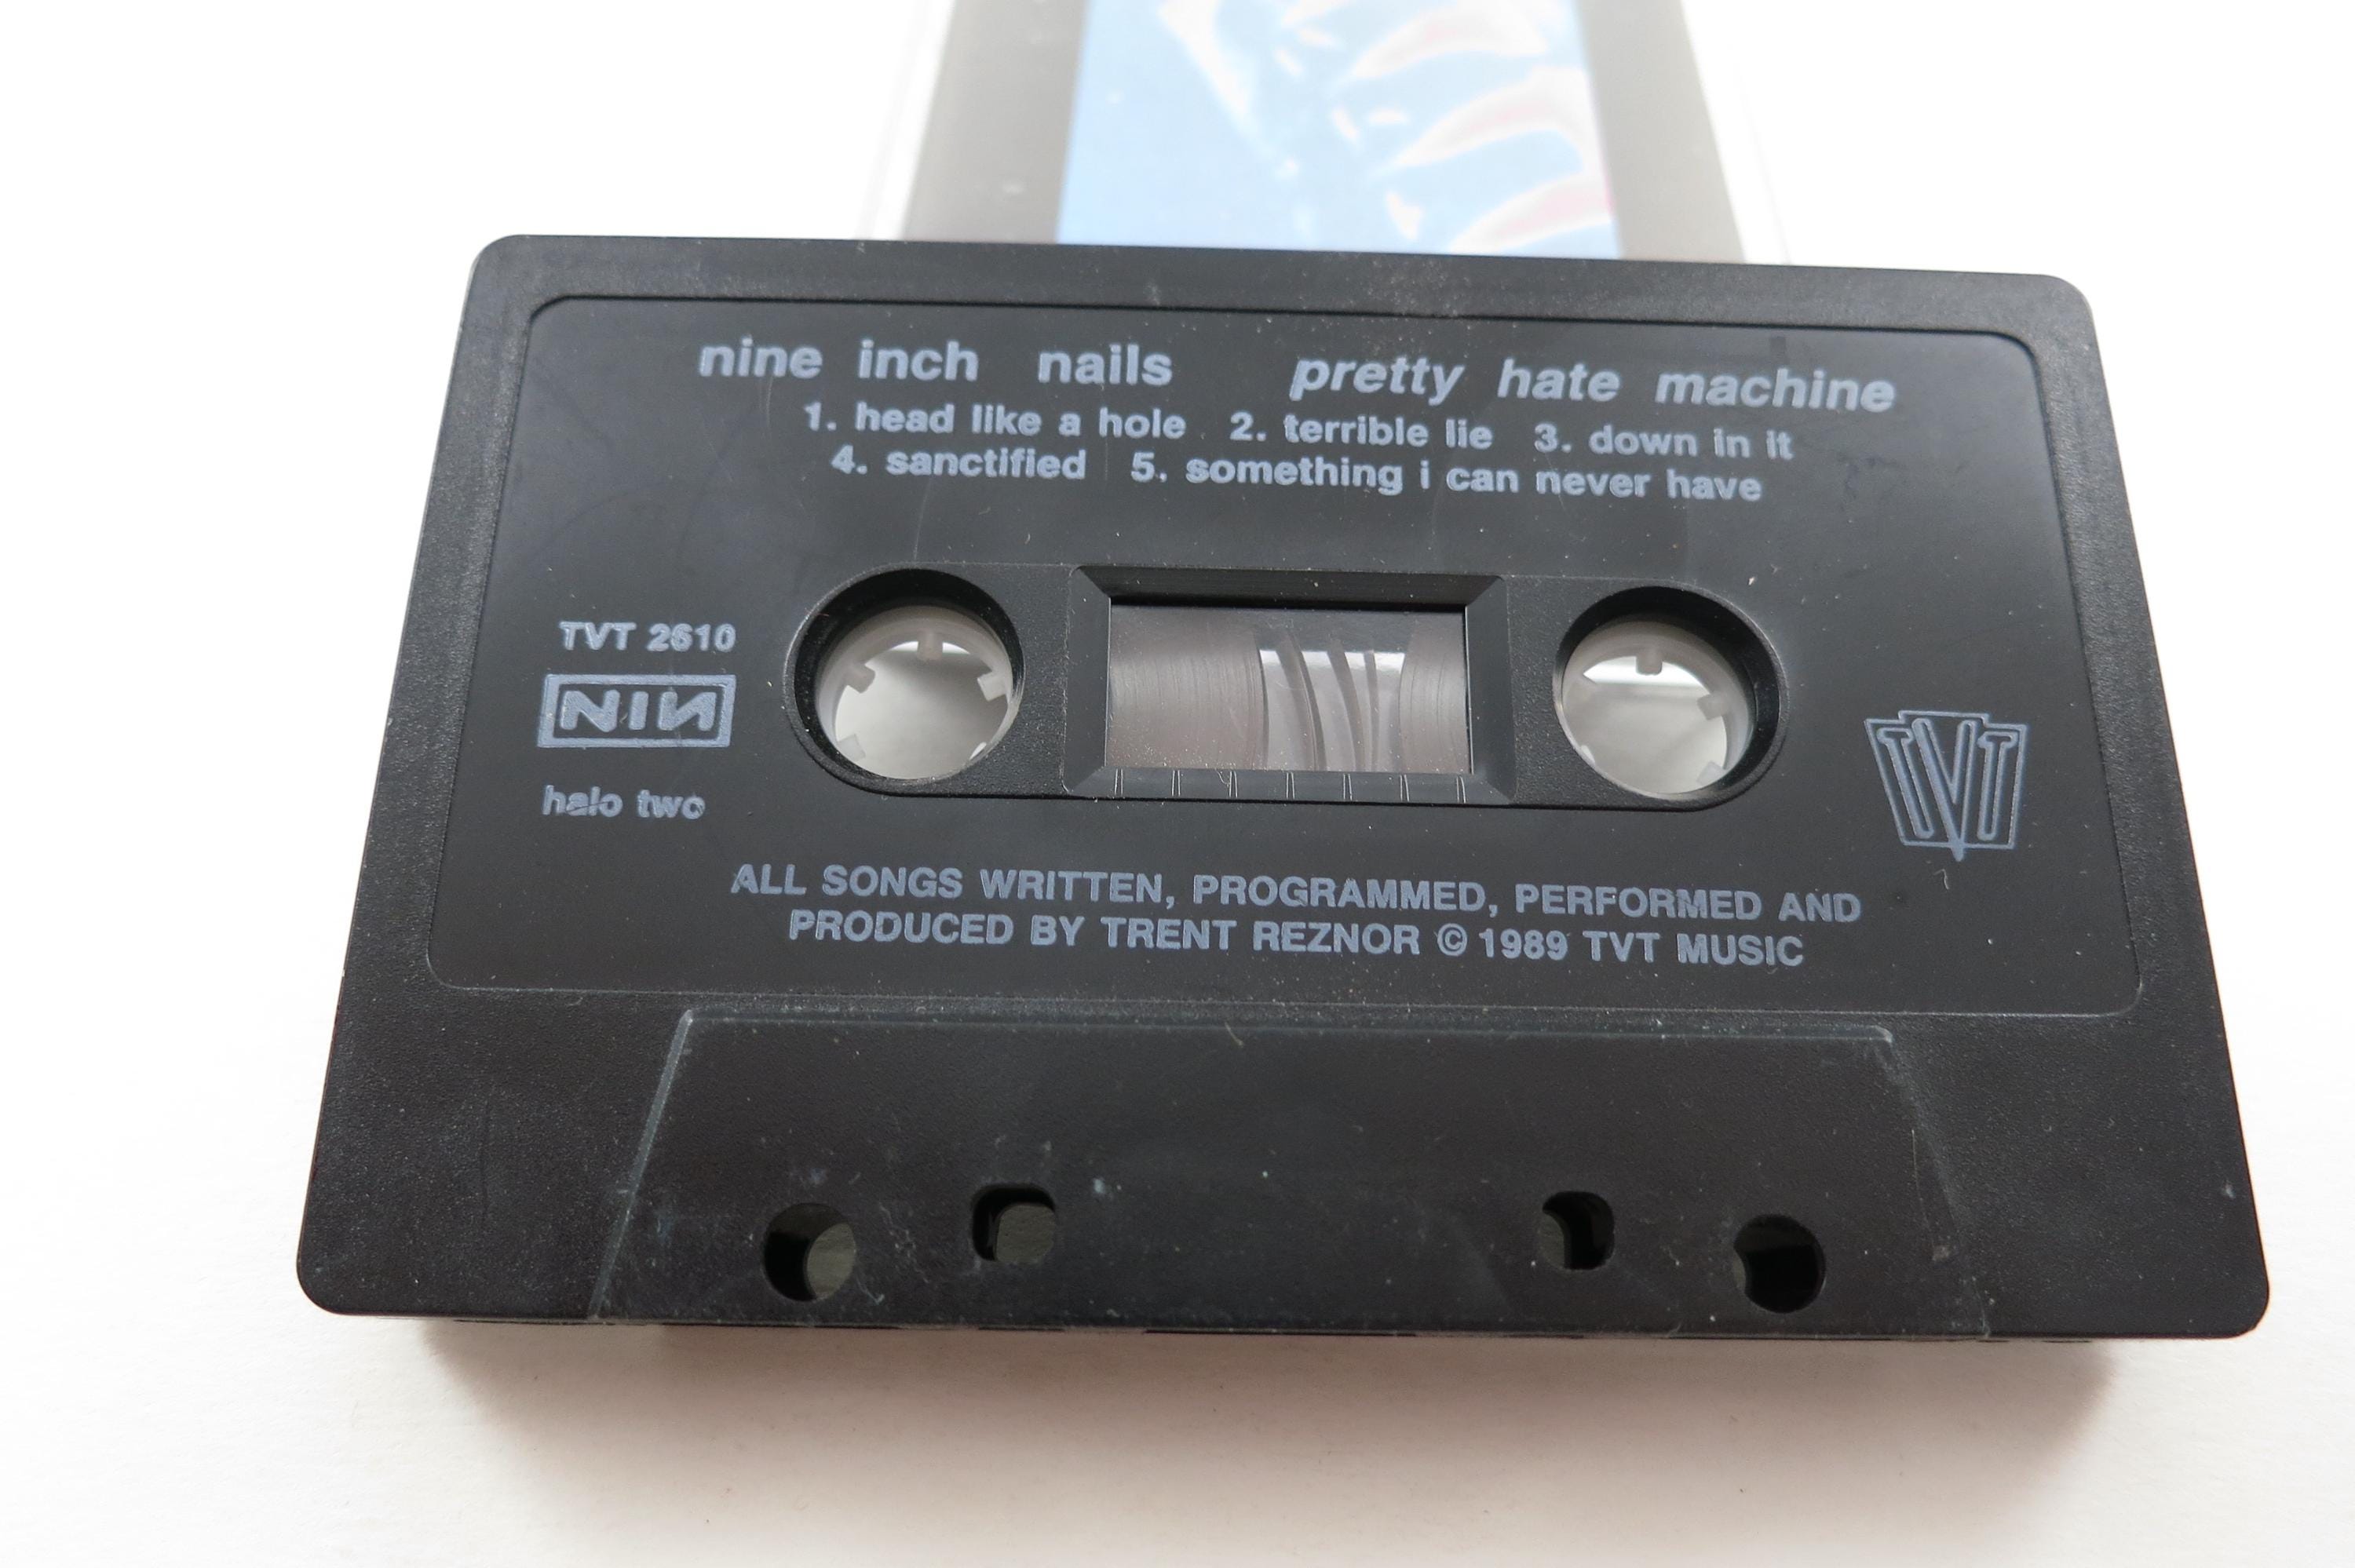 nine inch nails pretty hate machine
1. head like a hole 2. terrible lie 3. down in it
4. sanctified 5. something i can never have
TVT 2610
NIN
halo two
TVT
ALL SONGS WRITTEN, PROGRAMMED, PERFORMED AND
PRODUCED BY TRENT REZNOR © 1989 TVT MUSIC